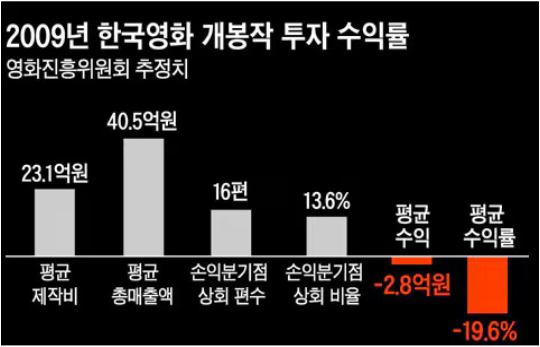 2009년 한국영화 개봉작 투자 수익률
영화진흥위원회 추정치
23.1억원
40.5억원
16편
13.6%
평균
제작비
평균
총매출액
손익분기점
상회 편수
손익분기점
상회 비율
평균
수익
-2.8억원
평균
수익률
-19.6%